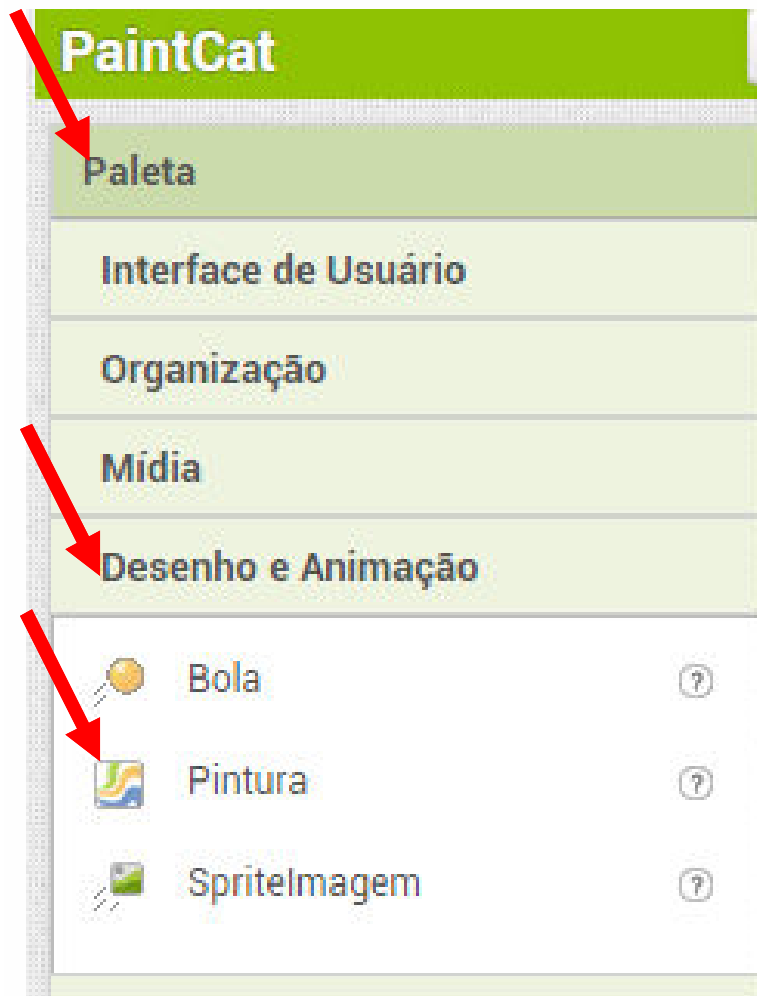 PaintCat
Paleta
Interface de Usuário
Organização
Mídia
Desenho e Animação
Bola ?
Pintura ?
SpriteImagem ?